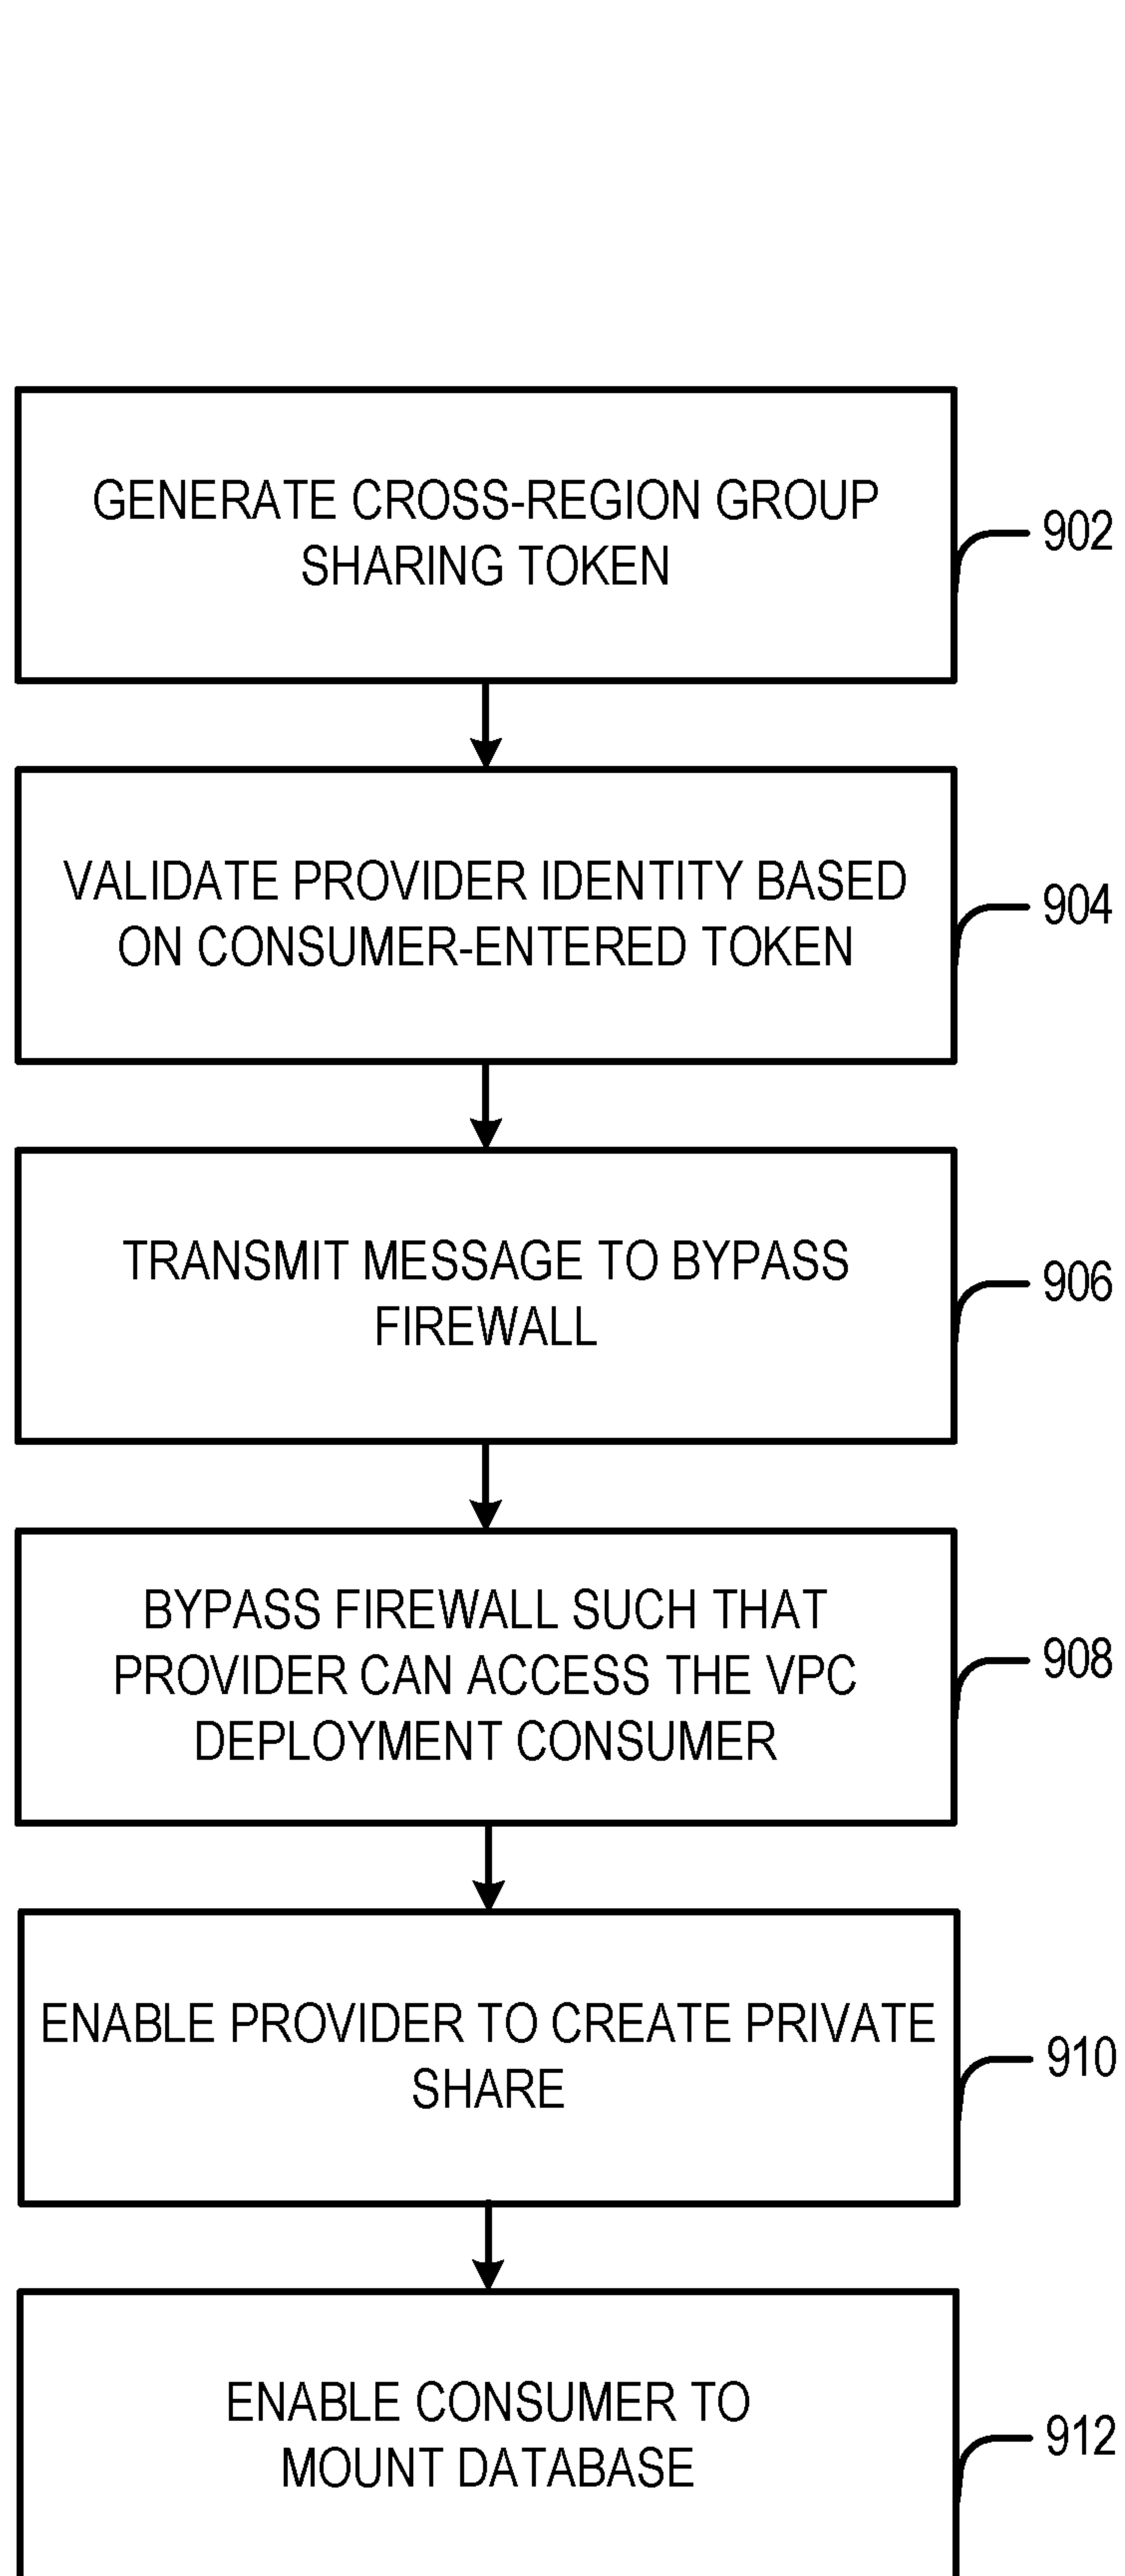 GENERATE CROSS-REGION GROUP
SHARING TOKEN
902
VALIDATE PROVIDER IDENTITY BASED
ON CONSUMER-ENTERED TOKEN
904
TRANSMIT MESSAGE TO BYPASS
FIREWALL
906
BYPASS FIREWALL SUCH THAT
PROVIDER CAN ACCESS THE VPC
DEPLOYMENT CONSUMER
908
ENABLE PROVIDER TO CREATE PRIVATE
SHARE
910
ENABLE CONSUMER TO
MOUNT DATABASE
912